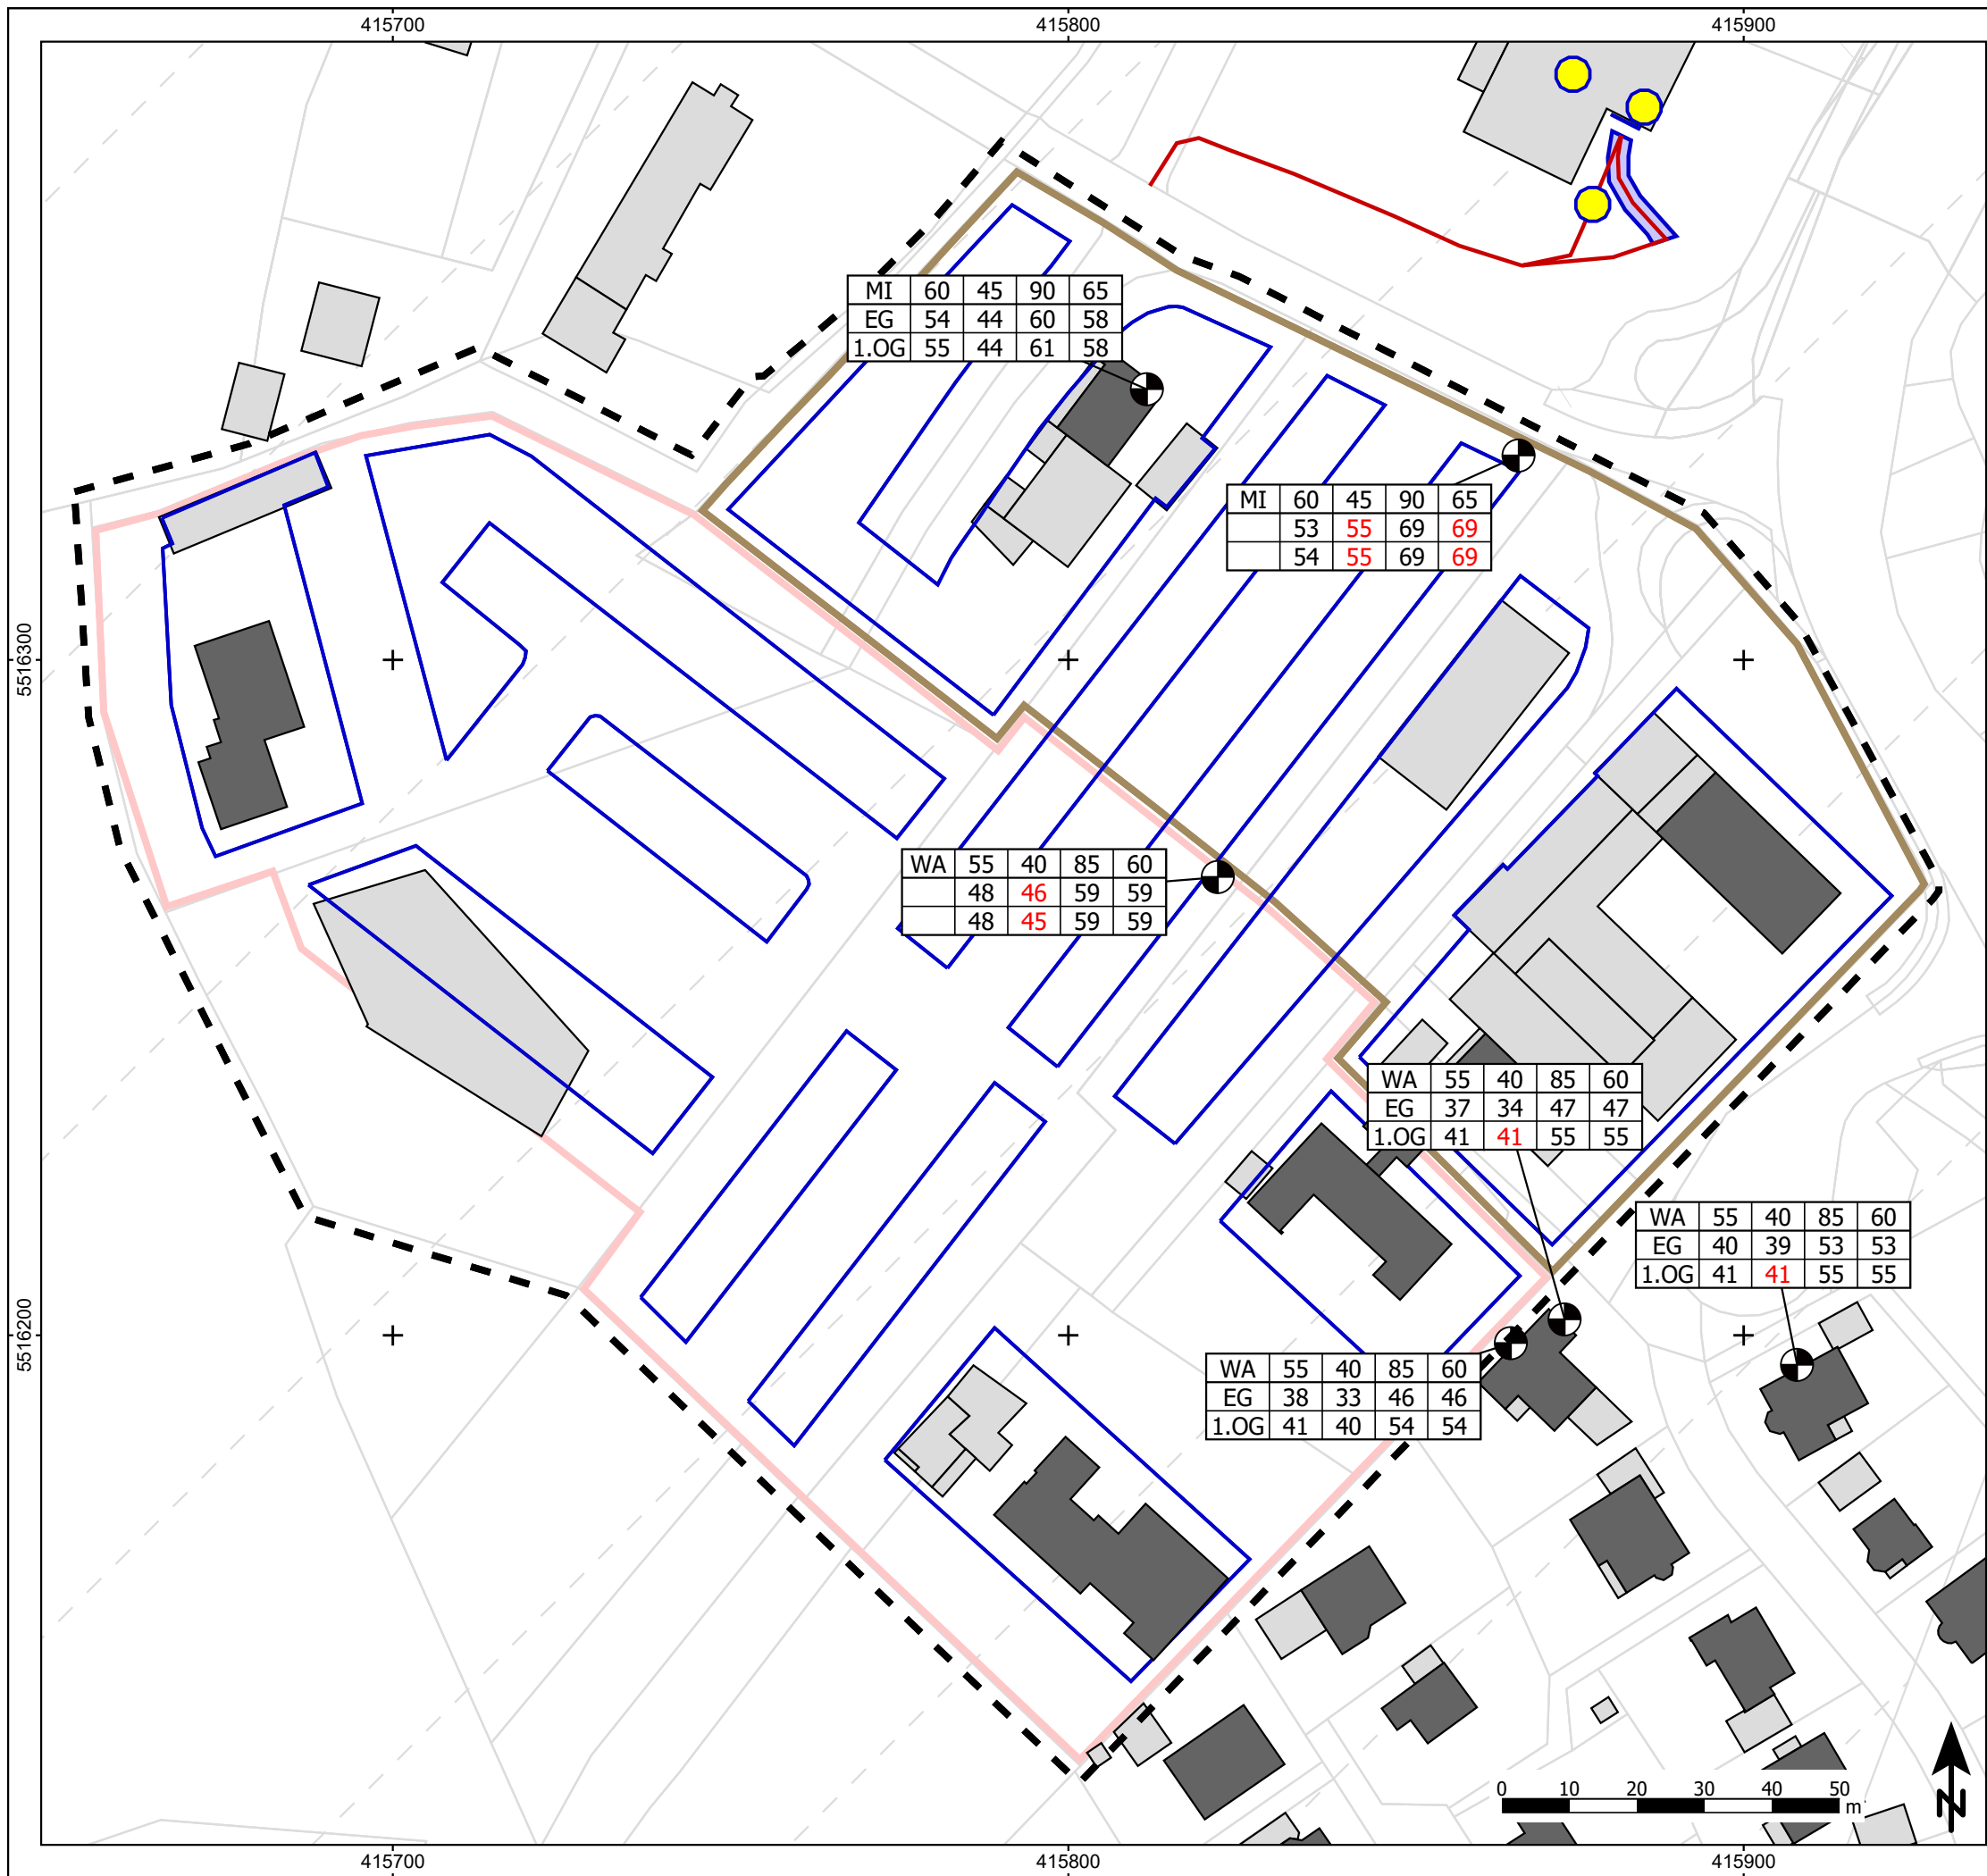 415700 415800 415900
MI 60 45 90 65
EG 54 44 60 58
1.OG 55 44 61 58
MI 60 45 90 65
53 55 69 69
54 55 69 69
5516300
WA 55 40 85 60
48 46 59 59
48 45 59 59
WA 55 40 85 60
EG 37 34 47 47
1.OG 41 41 55 55
WA 55 40 85 60
EG 40 39 53 53
1.OG 41 41 55 55
5516200
WA 55 40 85 60
EG 38 33 46 46
1.OG 41 40 54 54
0 10 20 30 40 50
m
N
415700 415800 415900